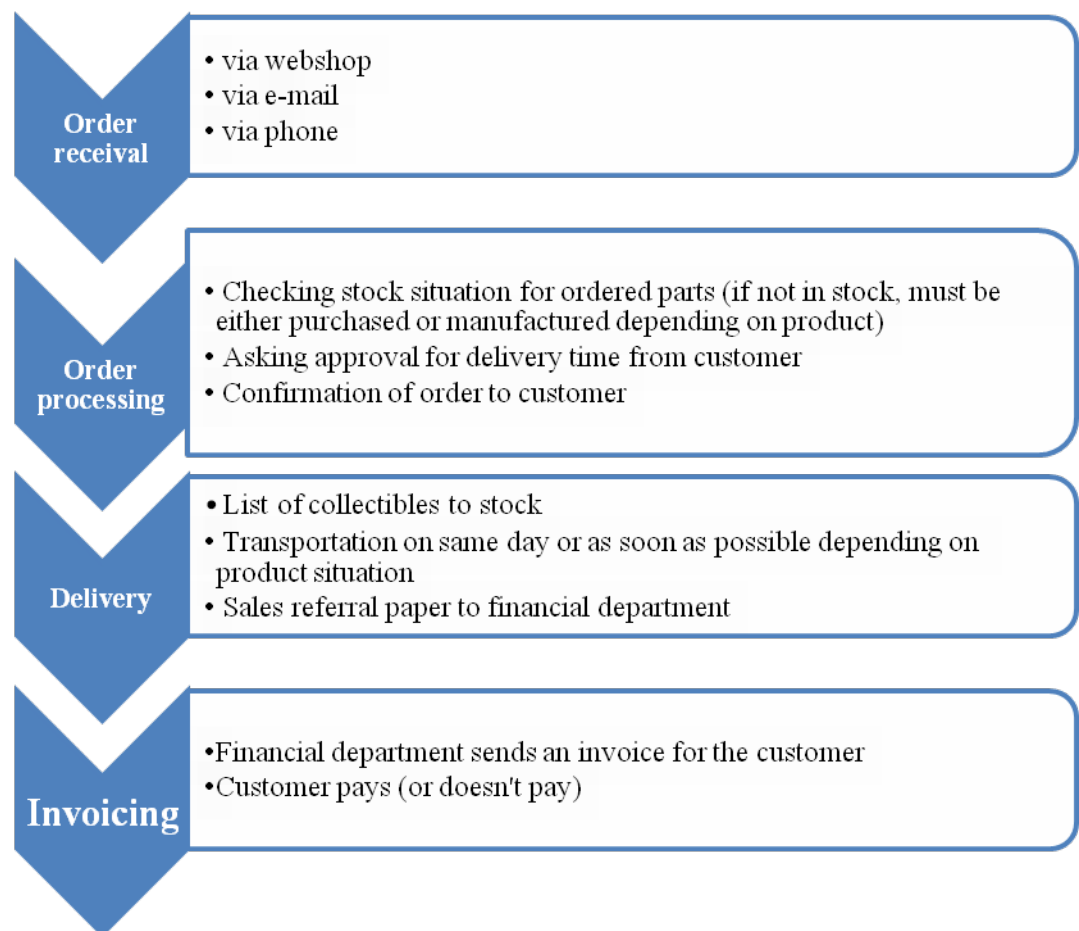 Order
receival
• via webshop
• via e-mail
• via phone
Order
processing
• Checking stock situation for ordered parts (if not in stock, must be
either purchased or manufactured depending on product)
• Asking approval for delivery time from customer
• Confirmation of order to customer
Delivery
• List of collectibles to stock
• Transportation on same day or as soon as possible depending on
product situation
• Sales referral paper to financial department
Invoicing
•Financial department sends an invoice for the customer
•Customer pays (or doesn't pay)